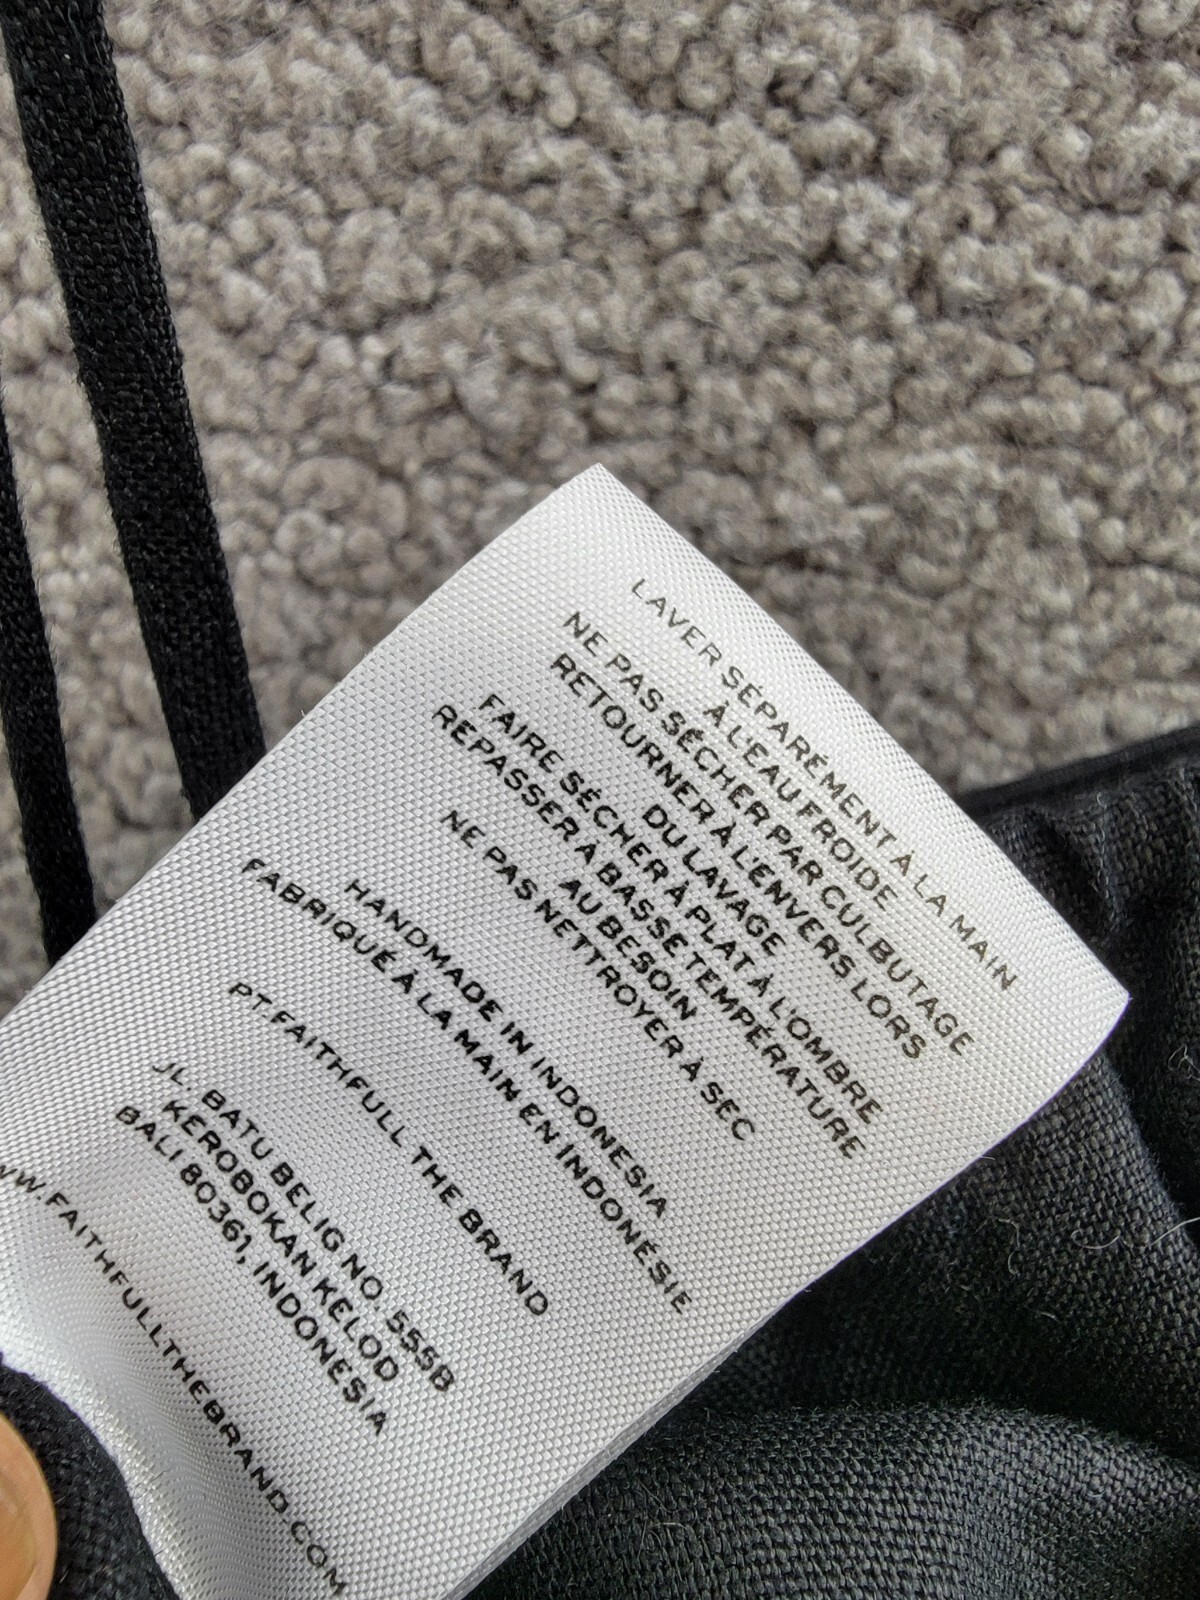 LAVER SÉPARÉMENT À LA MAIN
À L'EAU FROIDE
NE PAS SÉCHER PAR CULBUTAGE
RETOURNER À L'ENVERS LORS
DU LAVAGE
FAIRE SÉCHER À PLAT À L'OMBRE
REPASSER A BASSE TEMPÉRATURE
AU BESOIN
NE PAS NETTROYER À SEC
HANDMADE IN INDONESIA
FABRIQUÉ À LA MAIN EN INDONÉSIE
PT. FAITHFULL THE BRAND
JL. BATU BELIG NO. 555B
KEROBOKAN KELOD
BALI 80361, INDONESIA
WW.FAITHFULLTHEBRAND.COM